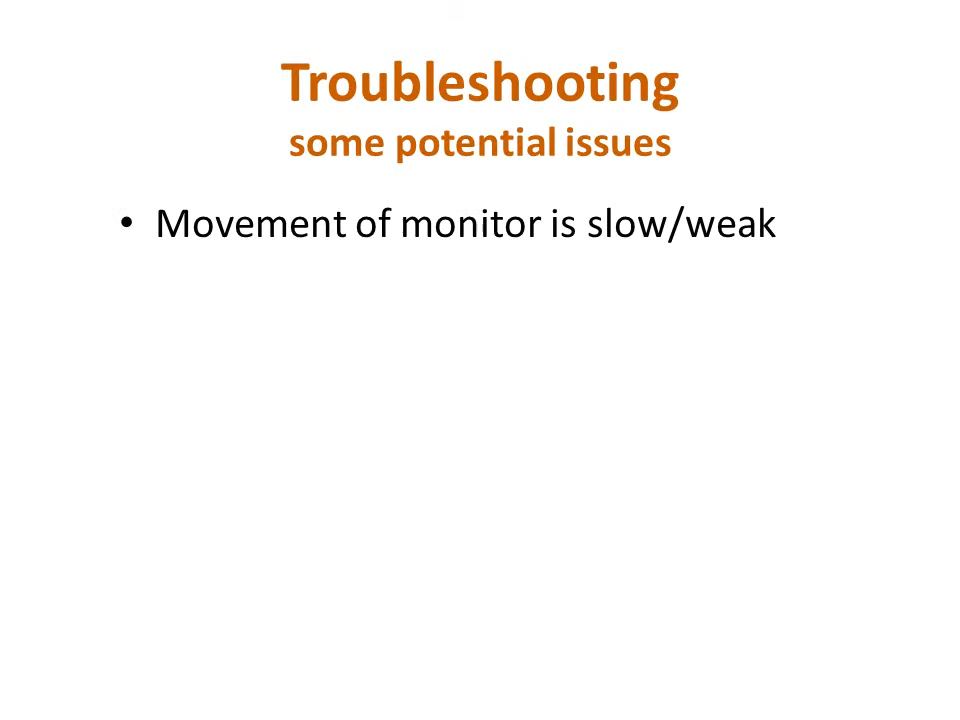 Troubleshooting
some potential issues
• Movement of monitor is slow/weak